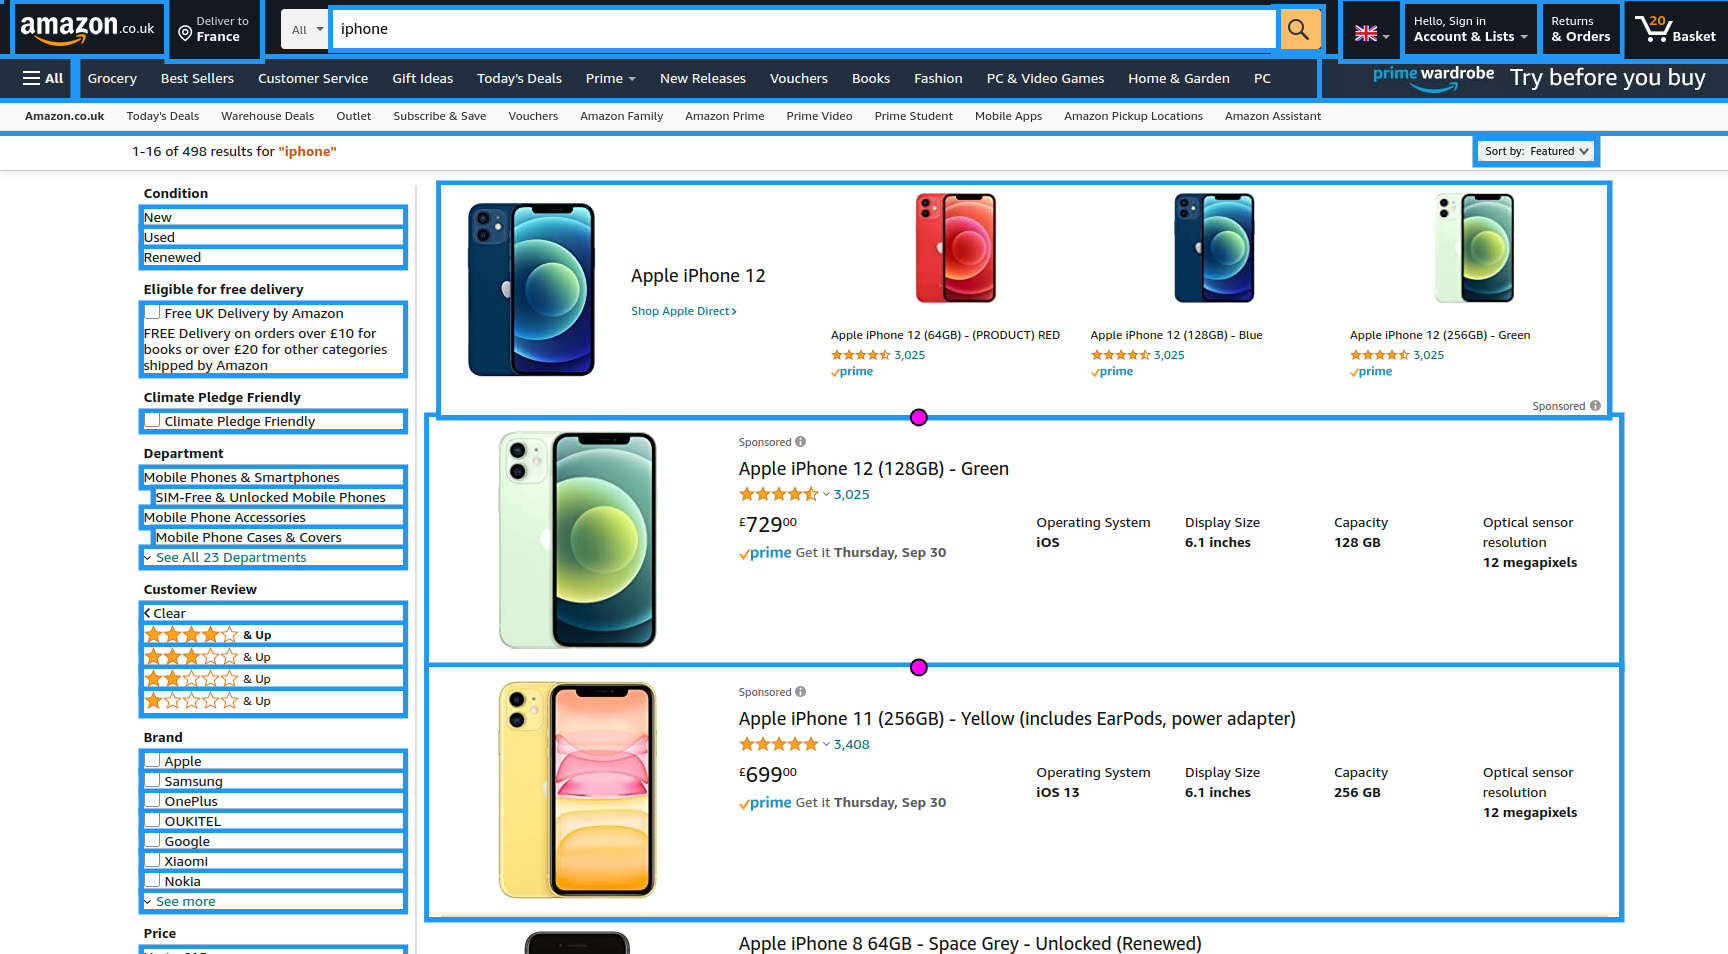 amazon.co.uk
Deliver to
France
All
iphone
Hello, Sign in
Account & Lists
Returns
& Orders
20
Basket
All
Grocery
Best Sellers
Customer Service
Gift Ideas
Today's Deals
Prime
New Releases
Vouchers
Books
Fashion
PC & Video Games
Home & Garden
PC
prime wardrobe
Try before you buy
Amazon.co.uk
Today's Deals
Warehouse Deals
Outlet
Subscribe & Save
Vouchers
Amazon Family
Amazon Prime
Prime Video
Prime Student
Mobile Apps
Amazon Pickup Locations
Amazon Assistant
1-16 of 498 results for "iphone"
Sort by: Featured
Condition
New
Used
Renewed
Eligible for free delivery
Free UK Delivery by Amazon
FREE Delivery on orders over £10 for
books or over £20 for other categories
shipped by Amazon
Climate Pledge Friendly
Climate Pledge Friendly
Department
Mobile Phones & Smartphones
SIM-Free & Unlocked Mobile Phones
Mobile Phone Accessories
Mobile Phone Cases & Covers
See All 23 Departments
Customer Review
Clear
& Up
& Up
& Up
& Up
Brand
Apple
Samsung
OnePlus
OUKITEL
Google
Xiaomi
Nokia
See more
Price
Apple iPhone 12
Shop Apple Direct
Apple iPhone 12 (64GB) - (PRODUCT) RED
3,025
prime
Apple iPhone 12 (128GB) - Blue
3,025
prime
Apple iPhone 12 (256GB) - Green
3,025
prime
Sponsored
Sponsored
Apple iPhone 12 (128GB) - Green
3,025
£72900
prime Get it Thursday, Sep 30
Operating System
iOS
Display Size
6.1 inches
Capacity
128 GB
Optical sensor
resolution
12 megapixels
Sponsored
Apple iPhone 11 (256GB) - Yellow (includes EarPods, power adapter)
3,408
£69900
prime Get it Thursday, Sep 30
Operating System
iOS 13
Display Size
6.1 inches
Capacity
256 GB
Optical sensor
resolution
12 megapixels
Apple iPhone 8 64GB - Space Grey - Unlocked (Renewed)